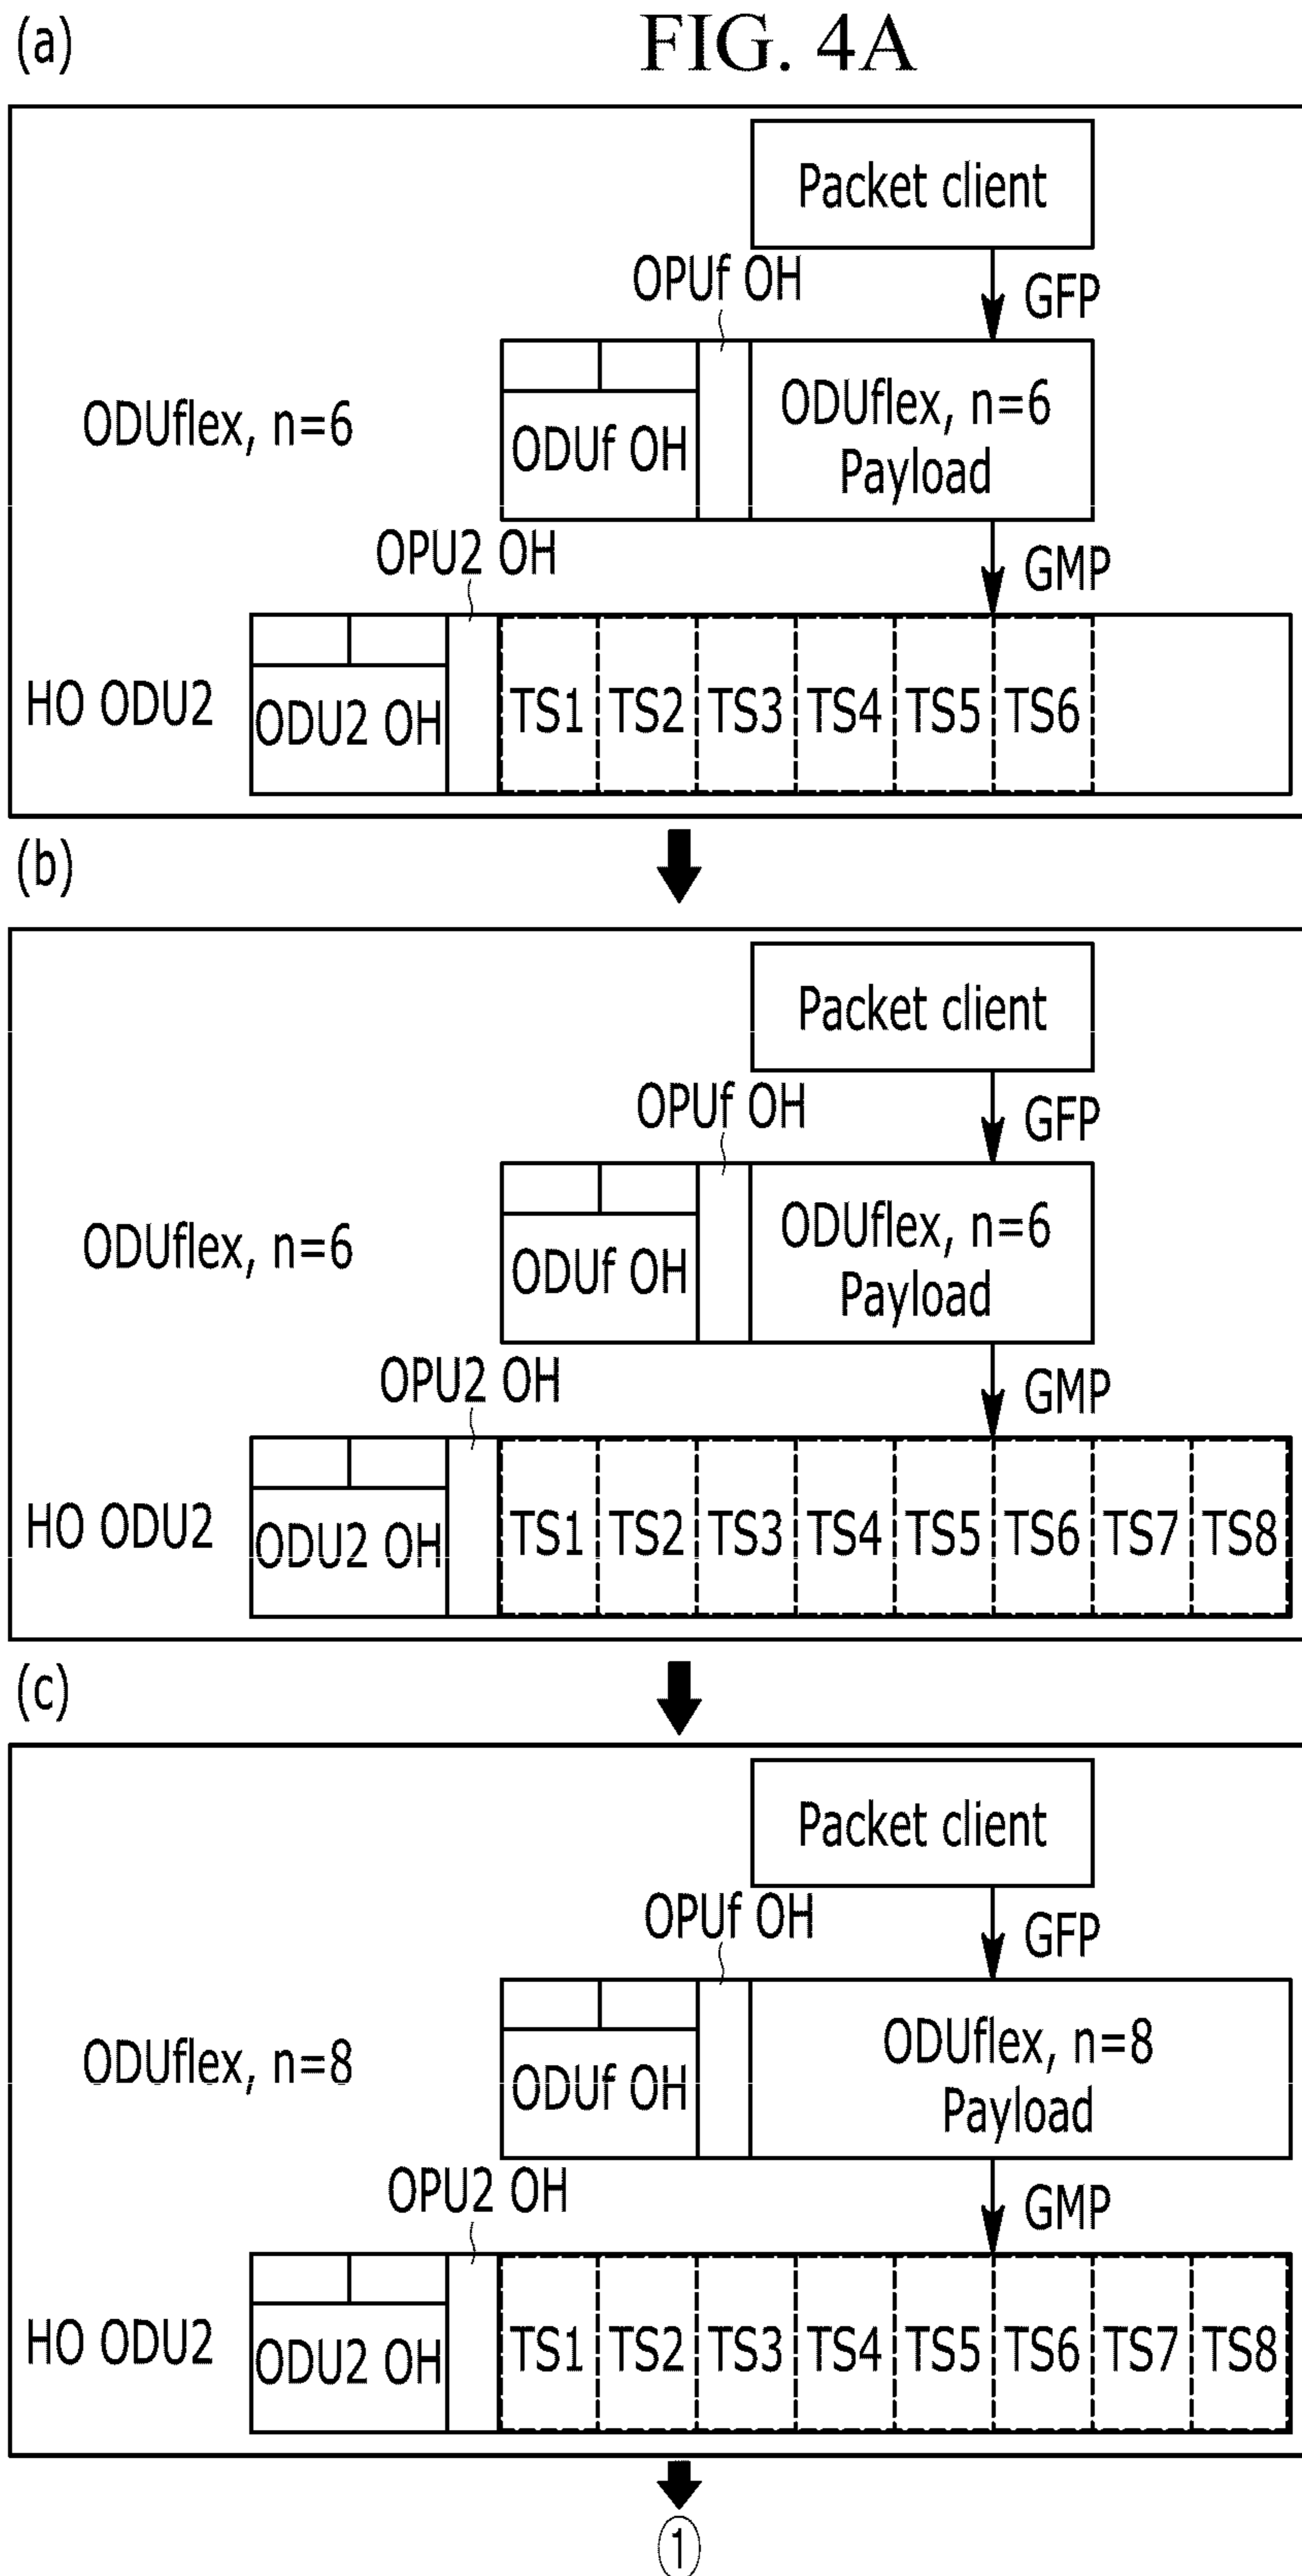 (a)
FIG. 4A
Packet client
OPUf OH
GFP
ODUflex, n=6
ODUf OH
ODUflex, n=6
Payload
OPU2 OH
GMP
HO ODU2
ODU2 OH
TS1 TS2 TS3 TS4 TS5 TS6
(b)
Packet client
OPUf OH
GFP
ODUflex, n=6
ODUf OH
ODUflex, n=6
Payload
OPU2 OH
GMP
HO ODU2
ODU2 OH
TS1 TS2 TS3 TS4 TS5 TS6 TS7 TS8
(c)
Packet client
OPUf OH
GFP
ODUflex, n=8
ODUf OH
ODUflex, n=8
Payload
OPU2 OH
GMP
HO ODU2
ODU2 OH
TS1 TS2 TS3 TS4 TS5 TS6 TS7 TS8
1